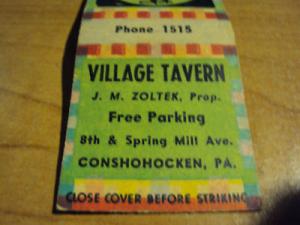 Phone 1515
VILLAGE TAVERN
J. M. ZOLTEK, Prop.
Free Parking
8th & Spring Mill Ave.
CONSHOHOCKEN, PA.
CLOSE COVER BEFORE STRIKING